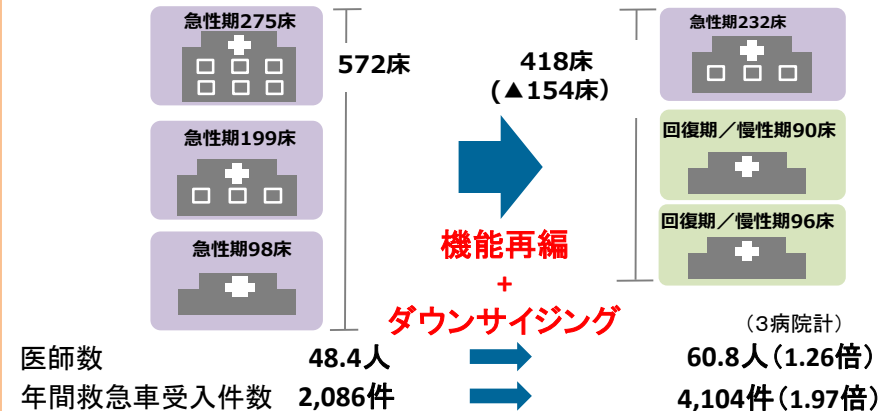 急性期275床
572床
急性期199床
急性期98床
418床
(▲154床)
機能再編
+
ダウンサイジング
急性期232床
回復期／慢性期90床
回復期／慢性期96床
（３病院計）
医師数 48.4人 60.8人（1.26倍）
年間救急車受入件数 2,086件 4,104件（1.97倍）